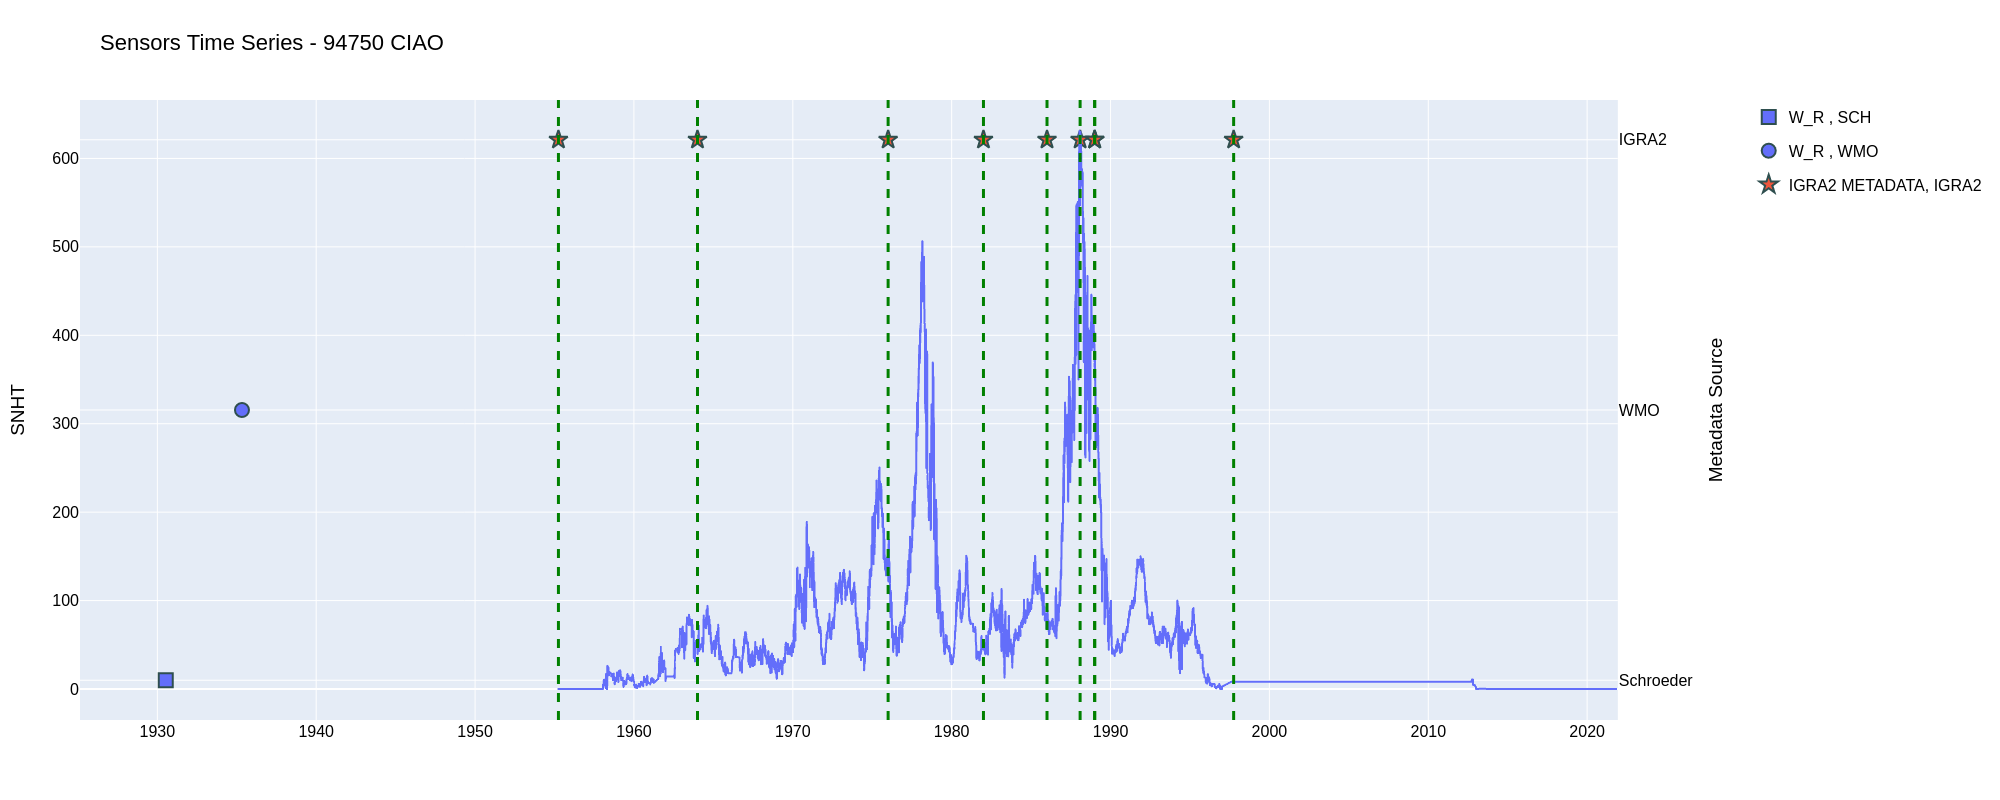 Sensors Time Series - 94750 CIAO
W_R , SCH
W_R , WMO
IGRA2 METADATA, IGRA2
SNHT
600
500
400
300
200
100
0
IGRA2
WMO
Schroeder
Metadata Source
1930
1940
1950
1960
1970
1980
1990
2000
2010
2020